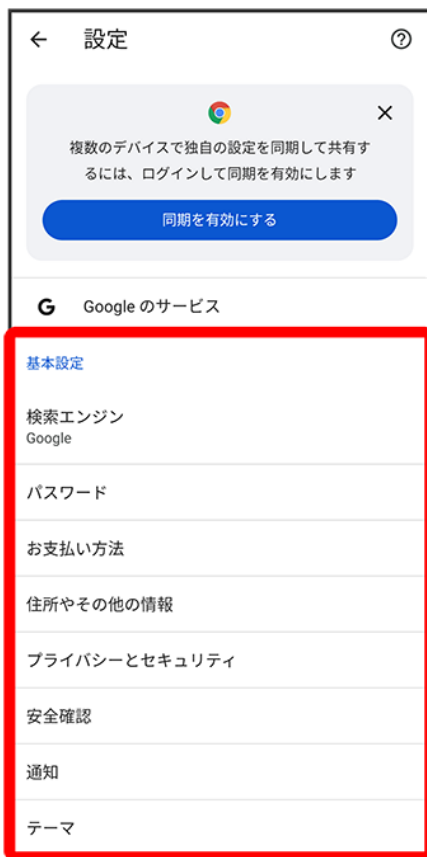 設定
複数のデバイスで独自の設定を同期して共有す
るには、ログインして同期を有効にします
同期を有効にする
G Google のサービス
基本設定
検索エンジン
Google
パスワード
お支払い方法
住所やその他の情報
プライバシーとセキュリティ
安全確認
通知
テーマ